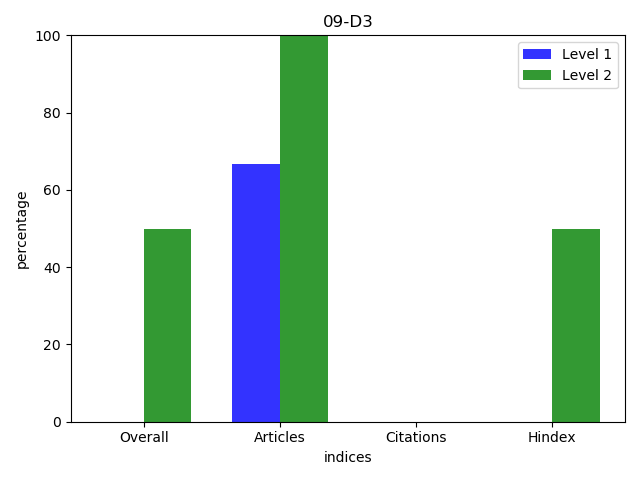 09-D3
Level 1
Level 2
percentage
100
80
60
40
20
0
Overall
Articles
Citations
Hindex
indices